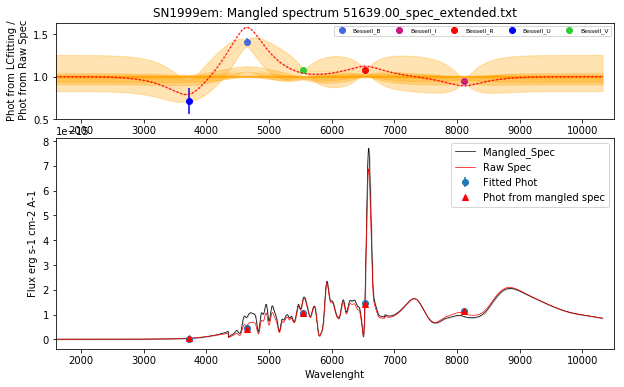 SN1999em: Mangled spectrum 51639.00_spec_extended.txt
Phot from LCfitting /
Phot from Raw Spec
1.5
1.0
0.5
Bessell_B
Bessell_I
Bessell_R
Bessell_U
Bessell_V
2000 3000 4000 5000 6000 7000 8000 9000 10000
Flux erg s-1 cm-2 A-1
8
7
6
5
4
3
2
1
0
Mangled_Spec
Raw Spec
Fitted Phot
Phot from mangled spec
2000 3000 4000 5000 6000 7000 8000 9000 10000
Wavelenght